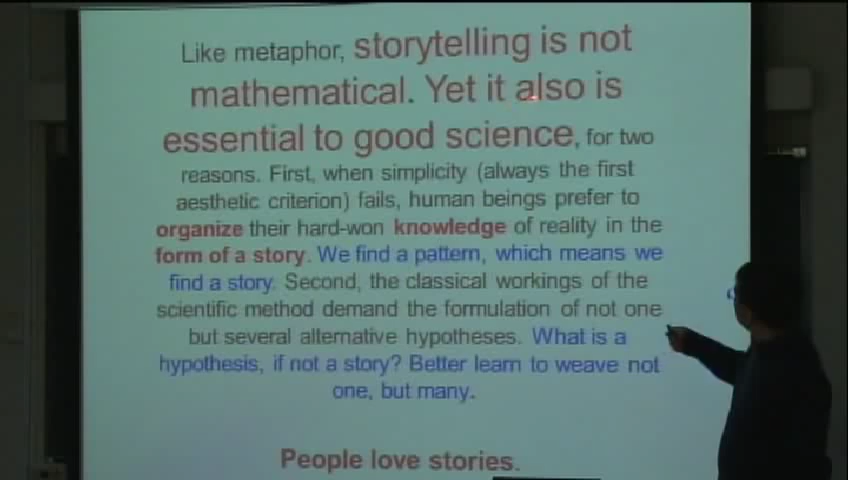 Like metaphor, storytelling is not
mathematical. Yet it also is
essential to good science, for two
reasons. First, when simplicity (always the first
aesthetic criterion) fails, human beings prefer to
organize their hard-won knowledge of reality in the
form of a story. We find a pattern, which means we
find a story. Second, the classical workings of the
scientific method demand the formulation of not one
but several alternative hypotheses. What is a
hypothesis, if not a story? Better learn to weave not
one, but many.
People love stories.